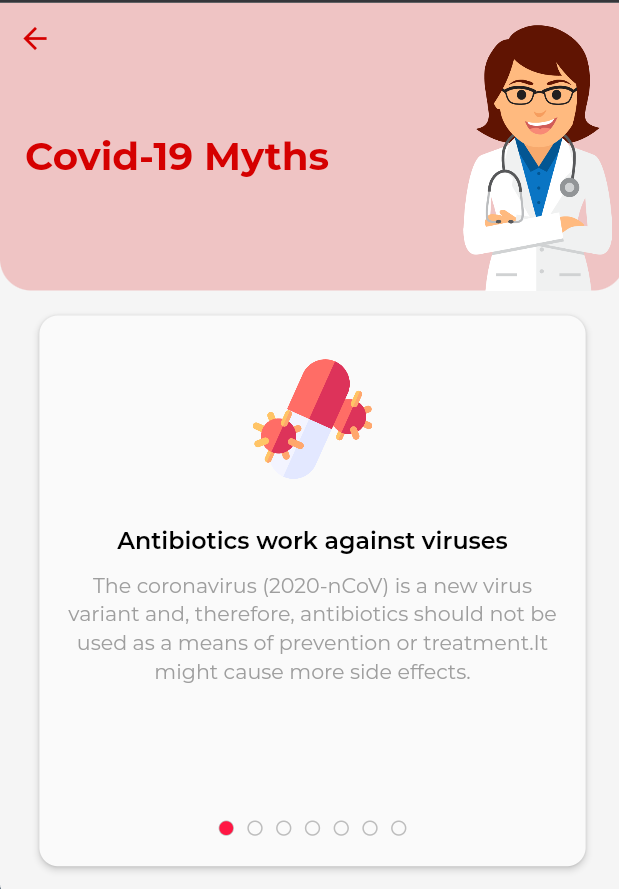 Covid-19 Myths
Antibiotics work against viruses
The coronavirus (2020-nCoV) is a new virus
variant and, therefore, antibiotics should not be
used as a means of prevention or treatment.It
might cause more side effects.